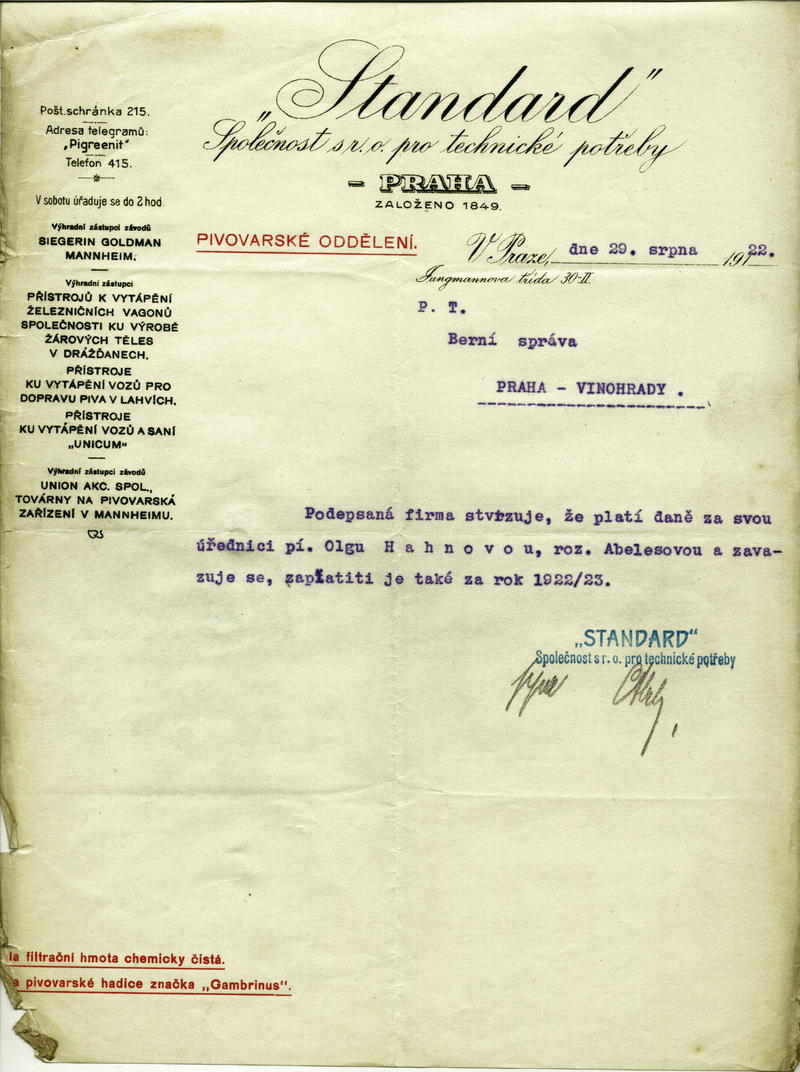 „Standard"
Společnost s r. o. pro technické potřeby
PRAHA
ZALOŽENO 1849.
Pošt. schránka 215.
Adresa telegramů:
„Pigreenit"
Telefon 415.
V sobotu úřaduje se do 2 hod.
Výhradní zástupci závodů
SIEGERIN GOLDMAN
MANNHEIM.
Výhradní zástupci
PŘÍSTROJŮ K VYTÁPĚNÍ
ŽELEZNIČNÍCH VAGONŮ
SPOLEČNOSTI KU VÝROBĚ
ŽÁROVÝCH TĚLES
V DRÁŽĎANECH.
PŘÍSTROJE
KU VYTÁPĚNÍ VOZŮ PRO
DOPRAVU PIVA V LAHVÍCH.
PŘÍSTROJE
KU VYTÁPĚNÍ VOZŮ A SANÍ
„UNICUM"
Výhradní zástupci závodů
UNION AKC. SPOL.,
TOVÁRNY NA PIVOVARSKÁ
ZAŘÍZENÍ V MANNHEIMU.
PIVOVARSKÉ ODDĚLENÍ.
V Praze, dne 29. srpna 1922.
Jungmannova třída 30-II.
P. T.
Berní správa
PRAHA - VINOHRADY .
Podepsaná firma stvrzuje, že platí daně za svou
úřednici pí. Olgu Hahnovou, roz. Abelesovou a zava-
zuje se, zaplatiti je také za rok 1922/23.
„STANDARD"
Společnost s r. o. pro technické potřeby
Ia filtrační hmota chemicky čistá.
a pivovarské hadice značka „Gambrinus".